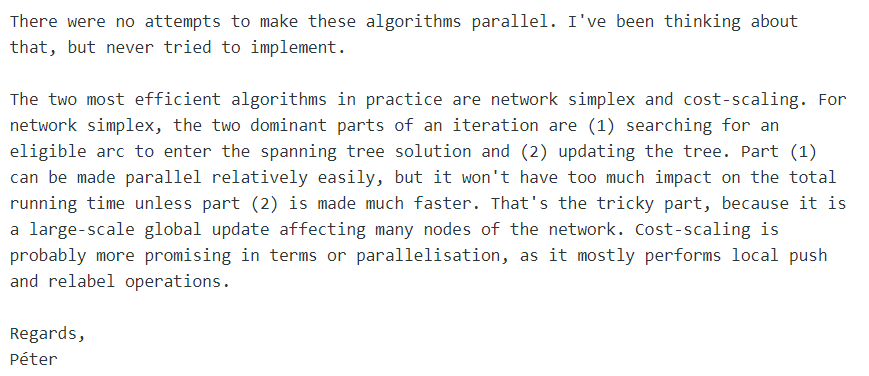 There were no attempts to make these algorithms parallel. I've been thinking about
that, but never tried to implement.
The two most efficient algorithms in practice are network simplex and cost-scaling. For
network simplex, the two dominant parts of an iteration are (1) searching for an
eligible arc to enter the spanning tree solution and (2) updating the tree. Part (1)
can be made parallel relatively easily, but it won't have too much impact on the total
running time unless part (2) is made much faster. That's the tricky part, because it is
a large-scale global update affecting many nodes of the network. Cost-scaling is
probably more promising in terms or parallelisation, as it mostly performs local push
and relabel operations.
Regards,
Péter